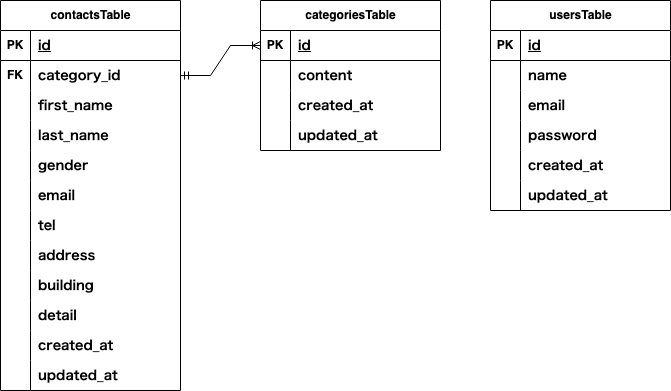 contactsTable
PK id
FK category_id
first_name
last_name
gender
email
tel
address
building
detail
created_at
updated_at
categoriesTable
PK id
content
created_at
updated_at
usersTable
PK id
name
email
password
created_at
updated_at